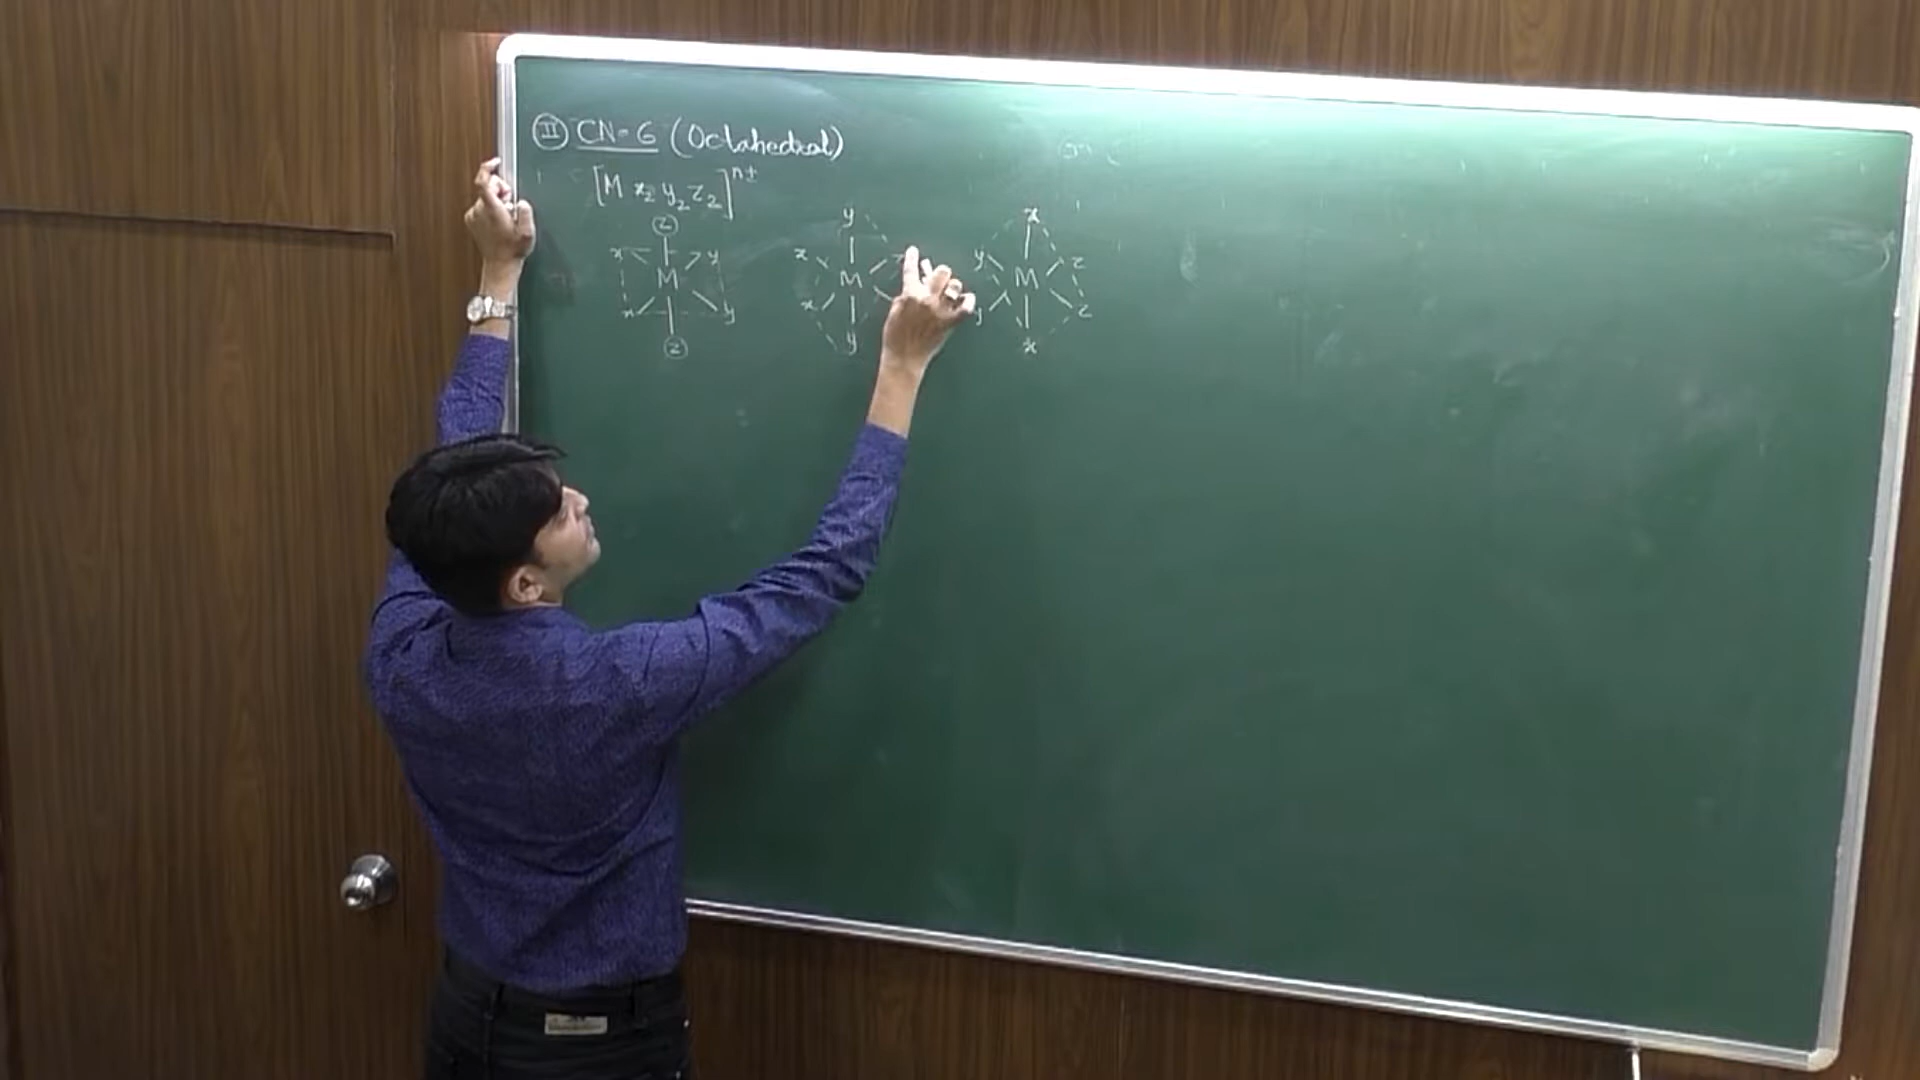 II CN=6 (Octahedral)
[M x2 y2 z2]^n±
z
x y
M
x y
z
y
x
M
x
y
x
y z
M
y z
x